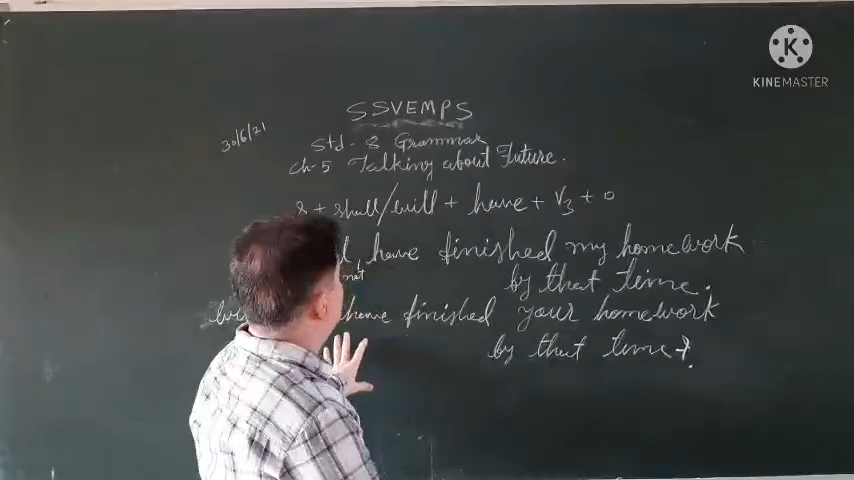 K
KINEMASTER
SSVEMPS
30/6/21
Std - 8 Grammar
Ch-5 Talking about Future.
S + shall/will + have + V3 + O
have finished my homework
not
by that time.
have finished your homework
by that time?